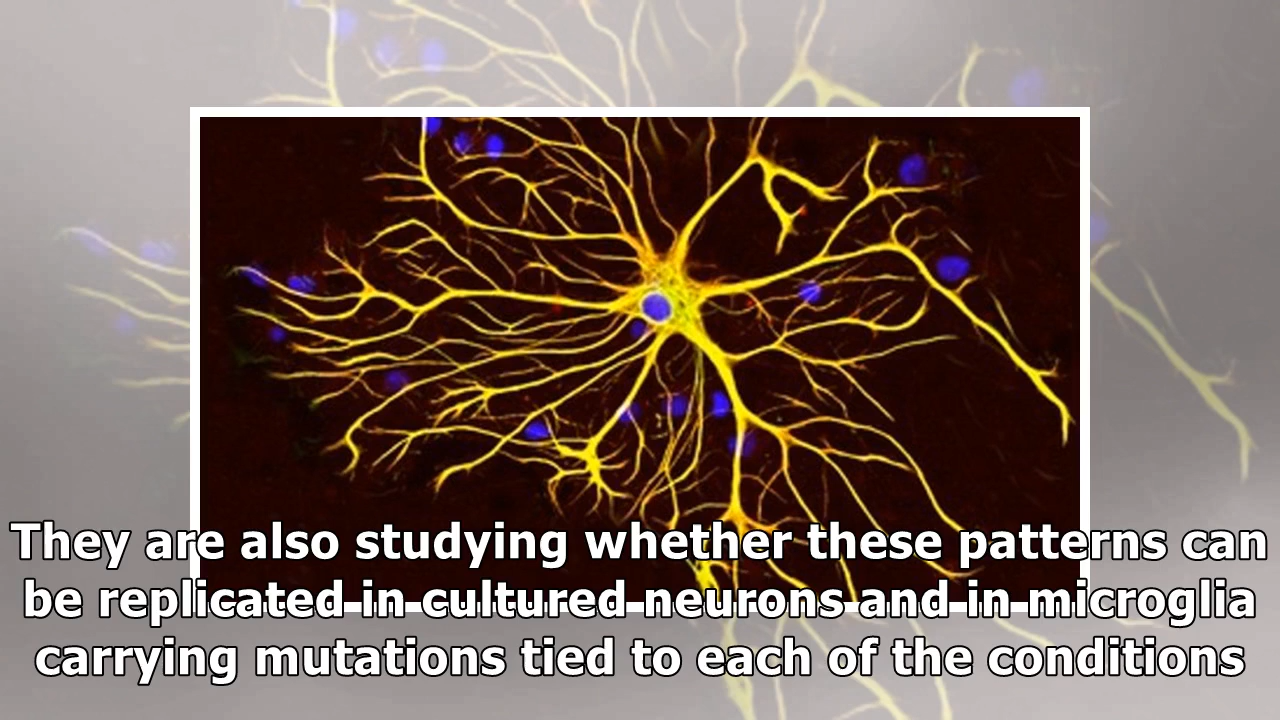 They are also studying whether these patterns can
be replicated in cultured neurons and in microglia
carrying mutations tied to each of the conditions